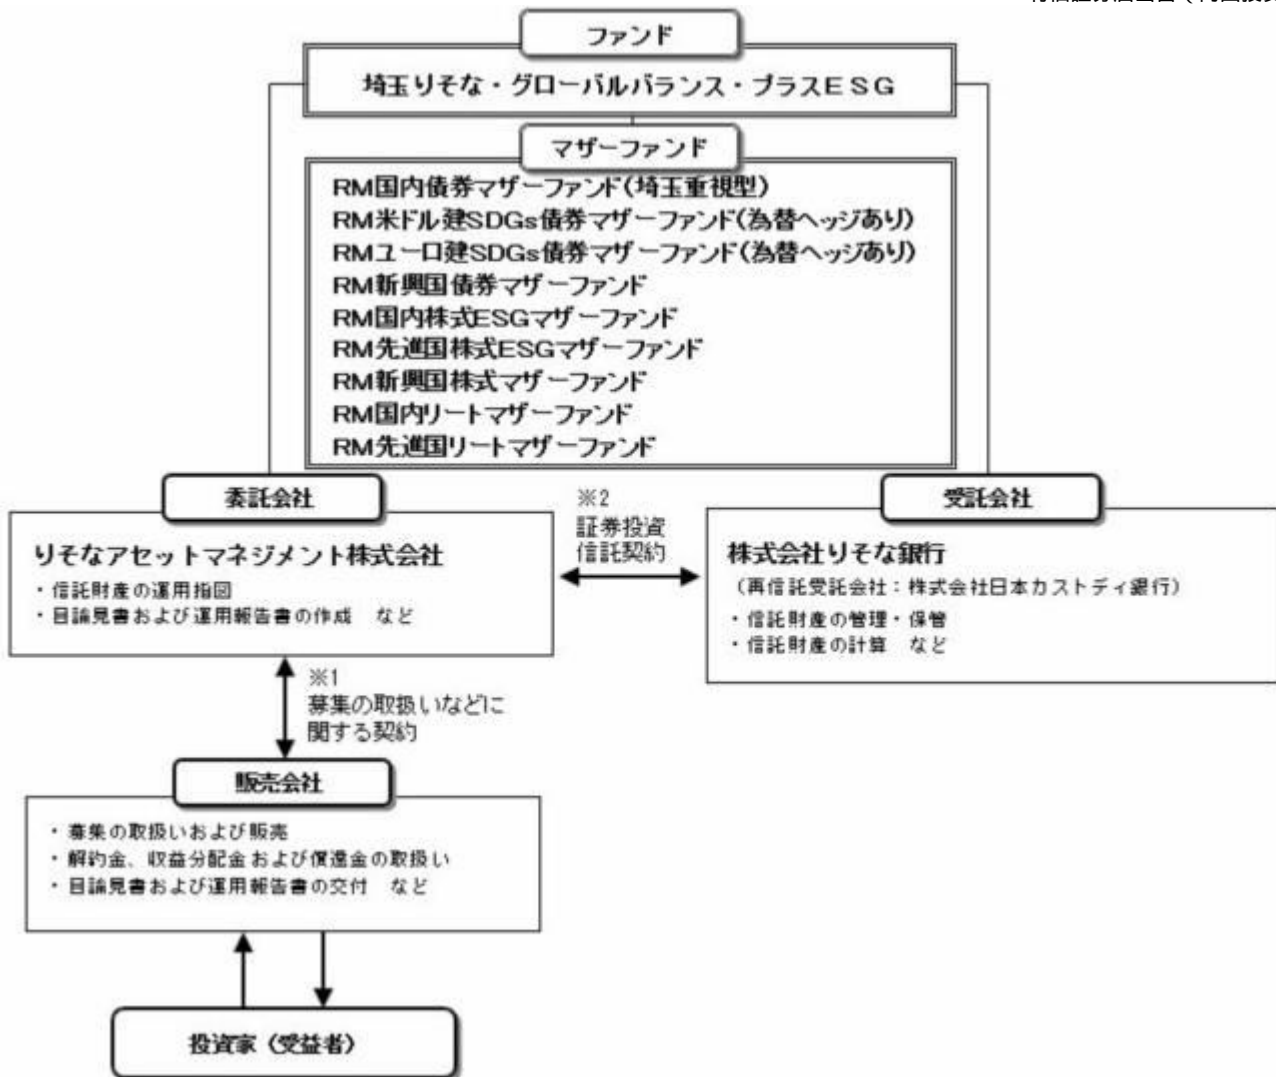 ファンド
埼玉りそな・グローバルバランス・プラスESG
マザーファンド
RM国内債券マザーファンド(埼玉重視型)
RM米ドル建SDGs債券マザーファンド(為替ヘッジあり)
RMユーロ建SDGs債券マザーファンド(為替ヘッジあり)
RM新興国債券マザーファンド
RM国内株式ESGマザーファンド
RM先進国株式ESGマザーファンド
RM新興国株式マザーファンド
RM国内リートマザーファンド
RM先進国リートマザーファンド
委託会社
りそなアセットマネジメント株式会社
・信託財産の運用指図
・目論見書および運用報告書の作成 など
※2
証券投資
信託契約
受託会社
株式会社りそな銀行
(再信託受託会社:株式会社日本カストディ銀行)
・信託財産の管理・保管
・信託財産の計算 など
※1
募集の取扱いなどに
関する契約
販売会社
・募集の取扱いおよび販売
・解約金、収益分配金および償還金の取扱い
・目論見書および運用報告書の交付 など
投資家(受益者)